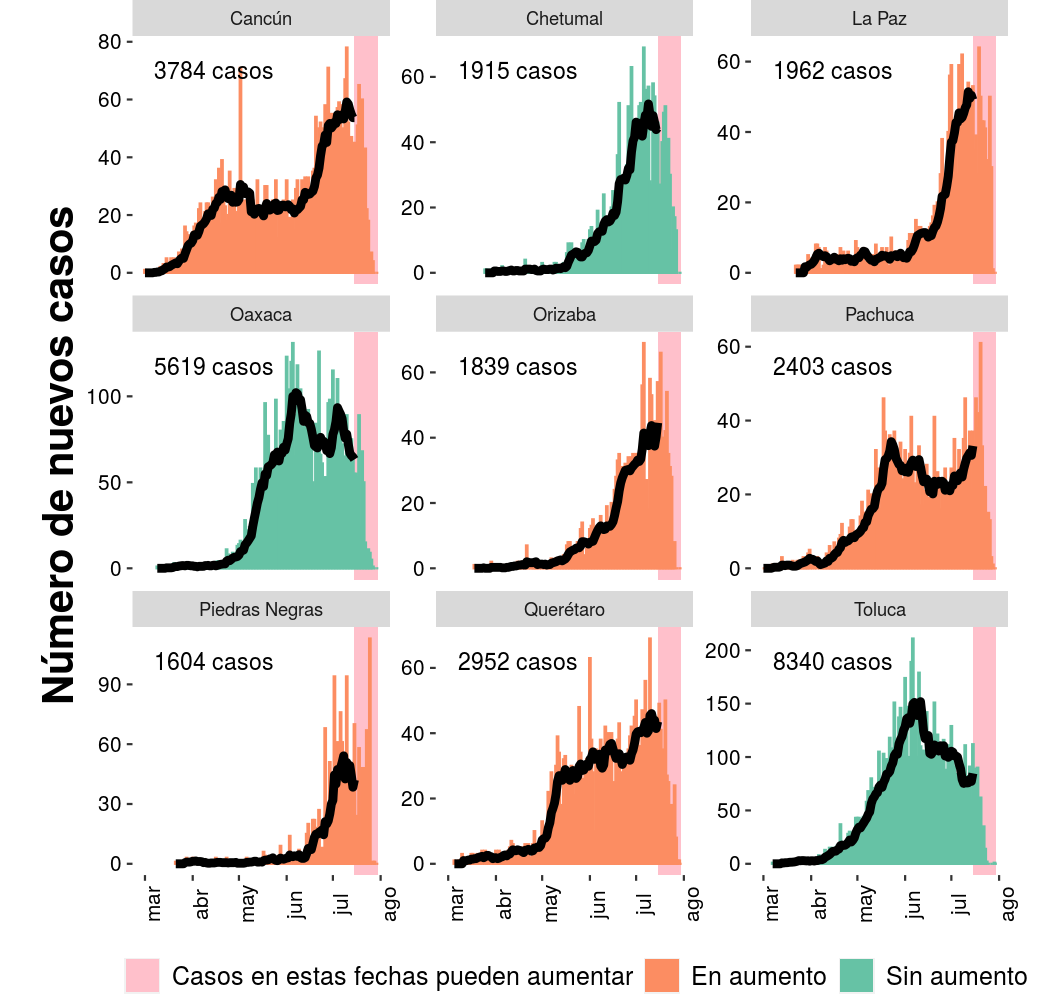 Número de nuevos casos
Cancún
Chetumal
La Paz
80
60
40
20
0
3784 casos
60
40
20
0
1915 casos
60
40
20
0
1962 casos
Oaxaca
Orizaba
Pachuca
100
50
0
5619 casos
60
40
20
0
1839 casos
60
40
20
0
2403 casos
Piedras Negras
Querétaro
Toluca
90
60
30
0
1604 casos
60
40
20
0
2952 casos
200
150
100
50
0
8340 casos
mar
abr
may
jun
jul
ago
mar
abr
may
jun
jul
ago
mar
abr
may
jun
jul
ago
Casos en estas fechas pueden aumentar
En aumento
Sin aumento